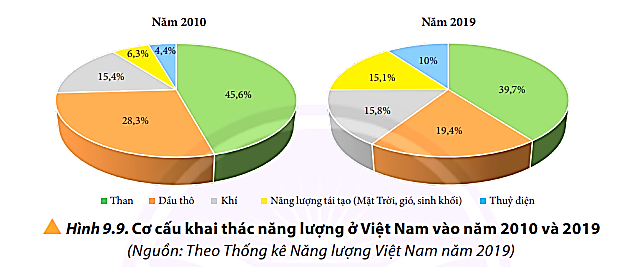 Năm 2010
Năm 2019
6,3%
4,4%
15,4%
45,6%
28,3%
10%
15,1%
39,7%
15,8%
19,4%
Than
Dầu thô
Khí
Năng lượng tái tạo (Mặt Trời, gió, sinh khối)
Thuỷ điện
Hình 9.9. Cơ cấu khai thác năng lượng ở Việt Nam vào năm 2010 và 2019
(Nguồn: Theo Thống kê Năng lượng Việt Nam năm 2019)